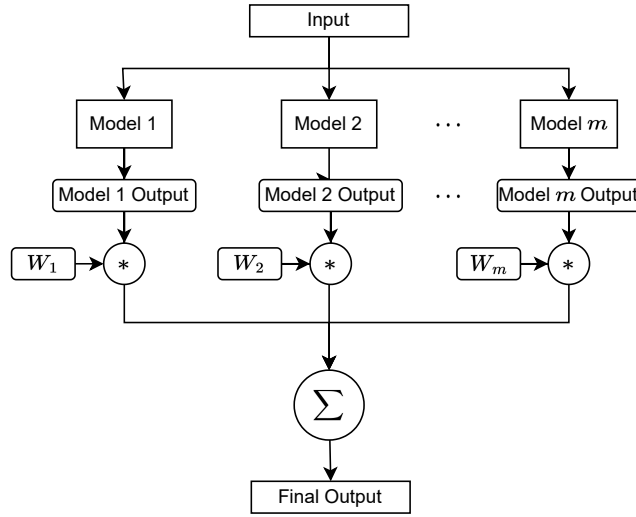 Input
Model 1
Model 2
...
Model m
Model 1 Output
Model 2 Output
...
Model m Output
W₁
*
W₂
*
Wₘ
*
∑
Final Output